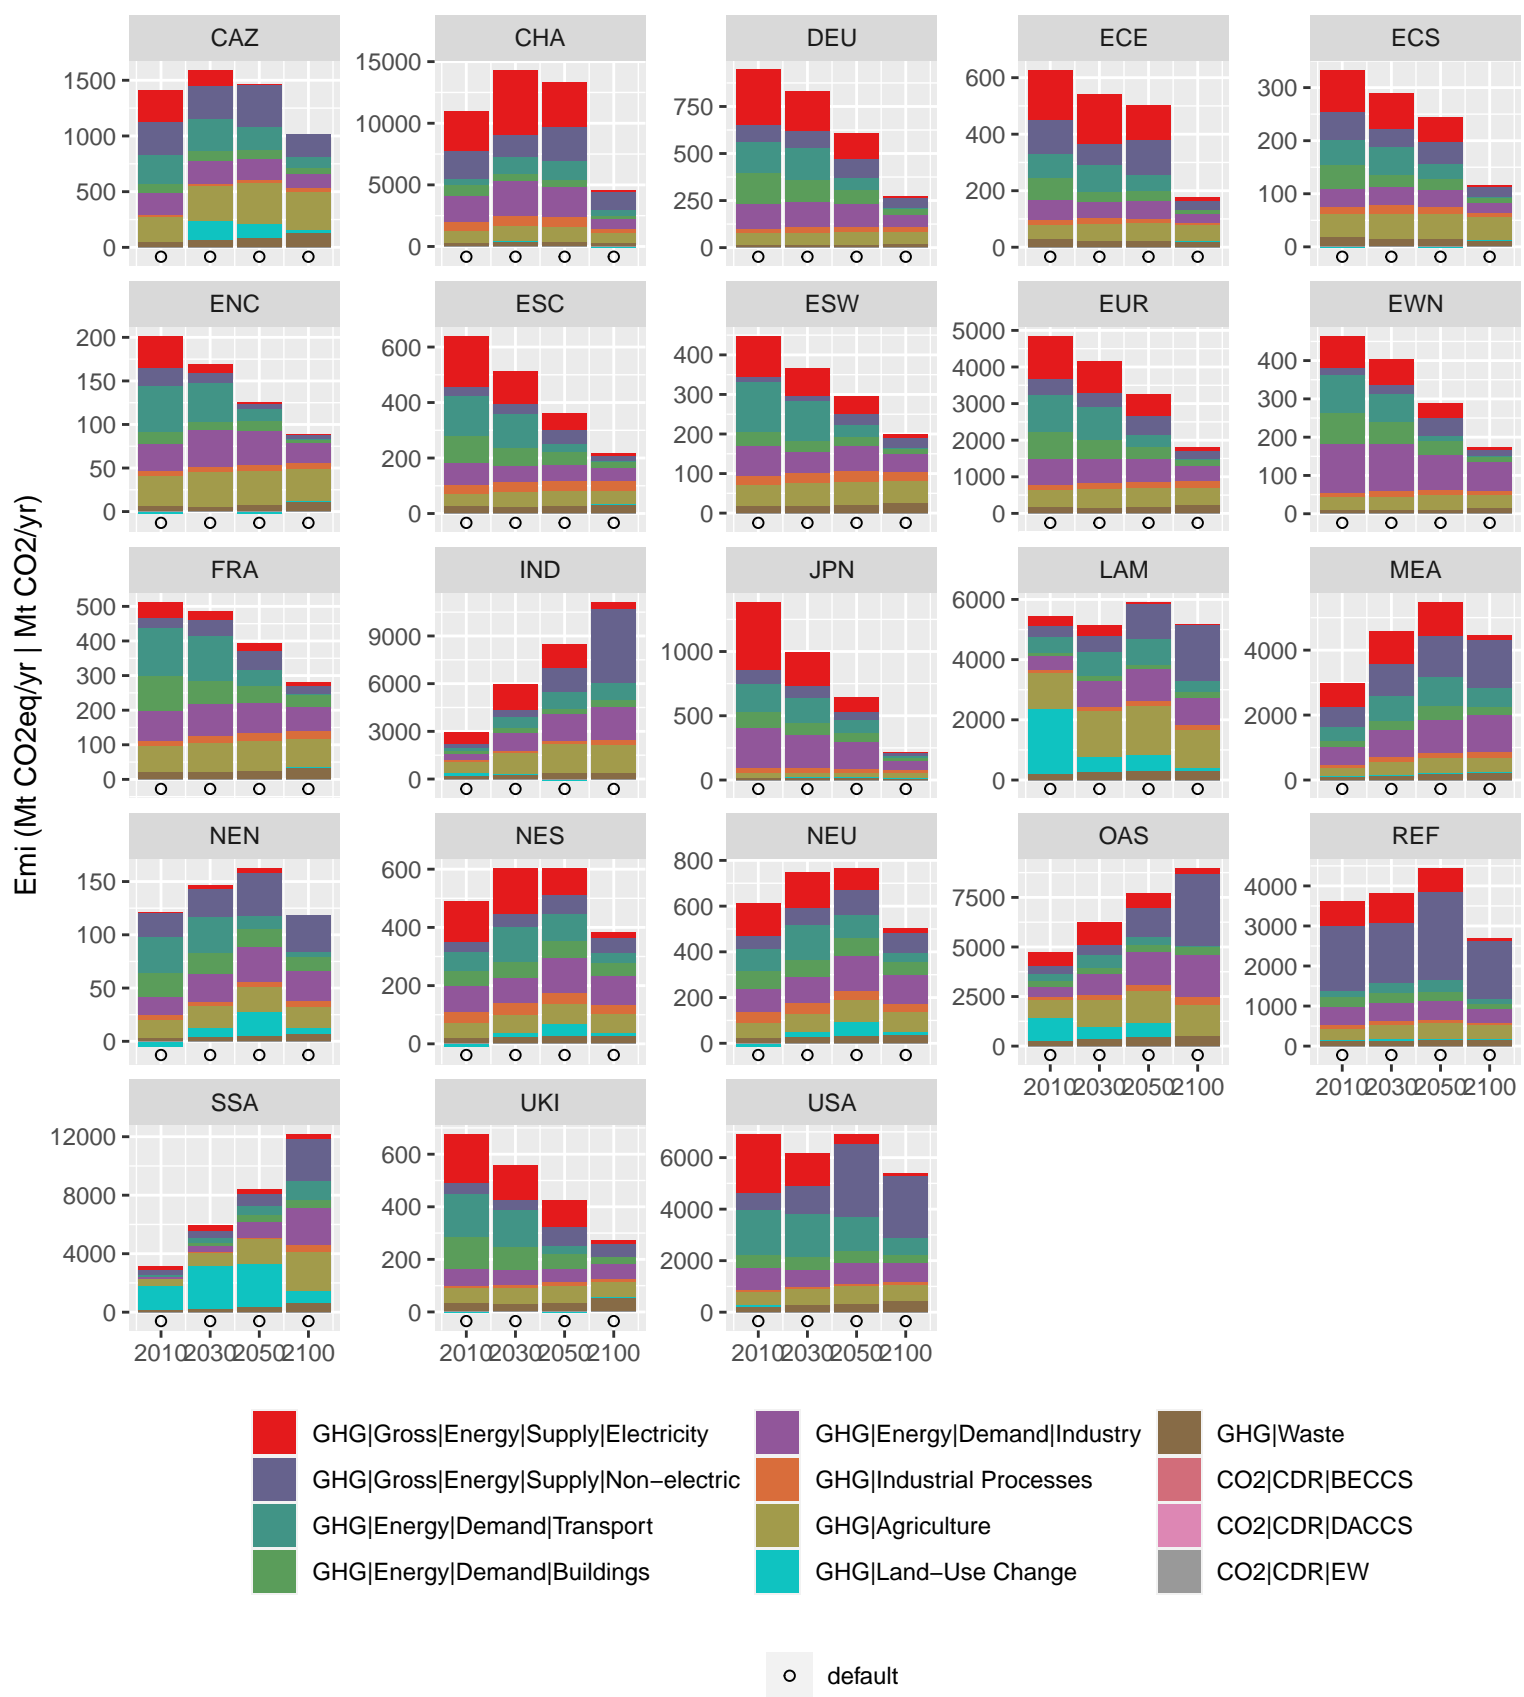 CAZ CHA DEU ECE ECS
1500 1000 500 0
15000 10000 5000 0
750 500 250 0
600 400 200 0
300 200 100 0
ENC ESC ESW EUR EWN
200 150 100 50 0
600 400 200 0
400 300 200 100 0
5000 4000 3000 2000 1000 0
400 300 200 100 0
FRA IND JPN LAM MEA
500 400 300 200 100 0
9000 6000 3000 0
1000 500 0
6000 4000 2000 0
4000 2000 0
Emi (Mt CO2eq/yr | Mt CO2/yr)
NEN NES NEU OAS REF
150 100 50 0
600 400 200 0
800 600 400 200 0
7500 5000 2500 0
4000 3000 2000 1000 0
2010 2030 2050 2100
2010 2030 2050 2100
SSA UKI USA
12000 8000 4000 0
600 400 200 0
6000 4000 2000 0
2010 2030 2050 2100
2010 2030 2050 2100
2010 2030 2050 2100
GHG|Gross|Energy|Supply|Electricity
GHG|Gross|Energy|Supply|Non−electric
GHG|Energy|Demand|Transport
GHG|Energy|Demand|Buildings
GHG|Energy|Demand|Industry
GHG|Industrial Processes
GHG|Agriculture
GHG|Land−Use Change
GHG|Waste
CO2|CDR|BECCS
CO2|CDR|DACCS
CO2|CDR|EW
default